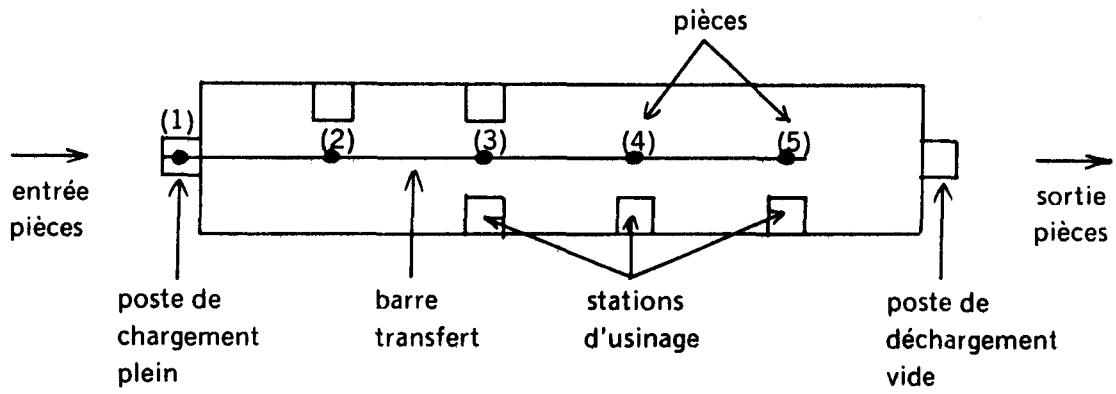 pièces
(1)
(2)
(3)
(4)
(5)
entrée
pièces
sortie
pièces
poste de
chargement
plein
barre
transfert
stations
d'usinage
poste de
déchargement
vide